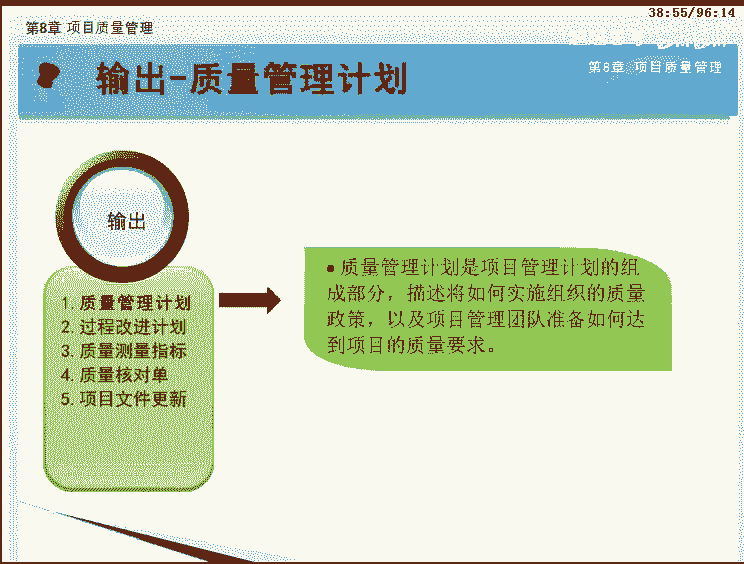 38:55/96:14
第8章 项目质量管理
输出-质量管理计划
第8章 项目质量管理
输出
1. 质量管理计划
2. 过程改进计划
3. 质量测量指标
4. 质量核对单
5. 项目文件更新
●质量管理计划是项目管理计划的组
成部分，描述将如何实施组织的质量
政策，以及项目管理团队准备如何达
到项目的质量要求。